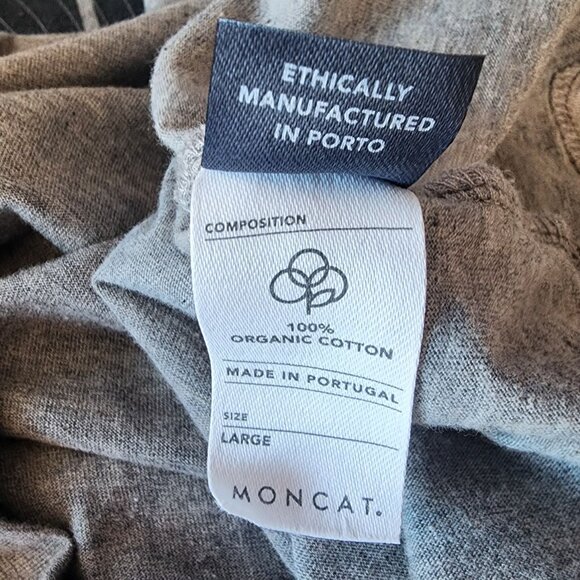 ETHICALLY
MANUFACTURED
IN PORTO
COMPOSITION
100%
ORGANIC COTTON
MADE IN PORTUGAL
SIZE
LARGE
MONCAT.